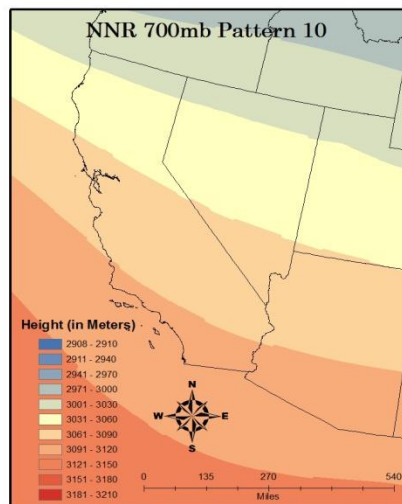 NNR 700mb Pattern 10
Height (in Meters)
2908 - 2910
2911 - 2940
2941 - 2970
2971 - 3000
3001 - 3030
3031 - 3060
3061 - 3090
3091 - 3120
3121 - 3150
3151 - 3180
3181 - 3210
N
W E
S
0 135 270 540
Miles